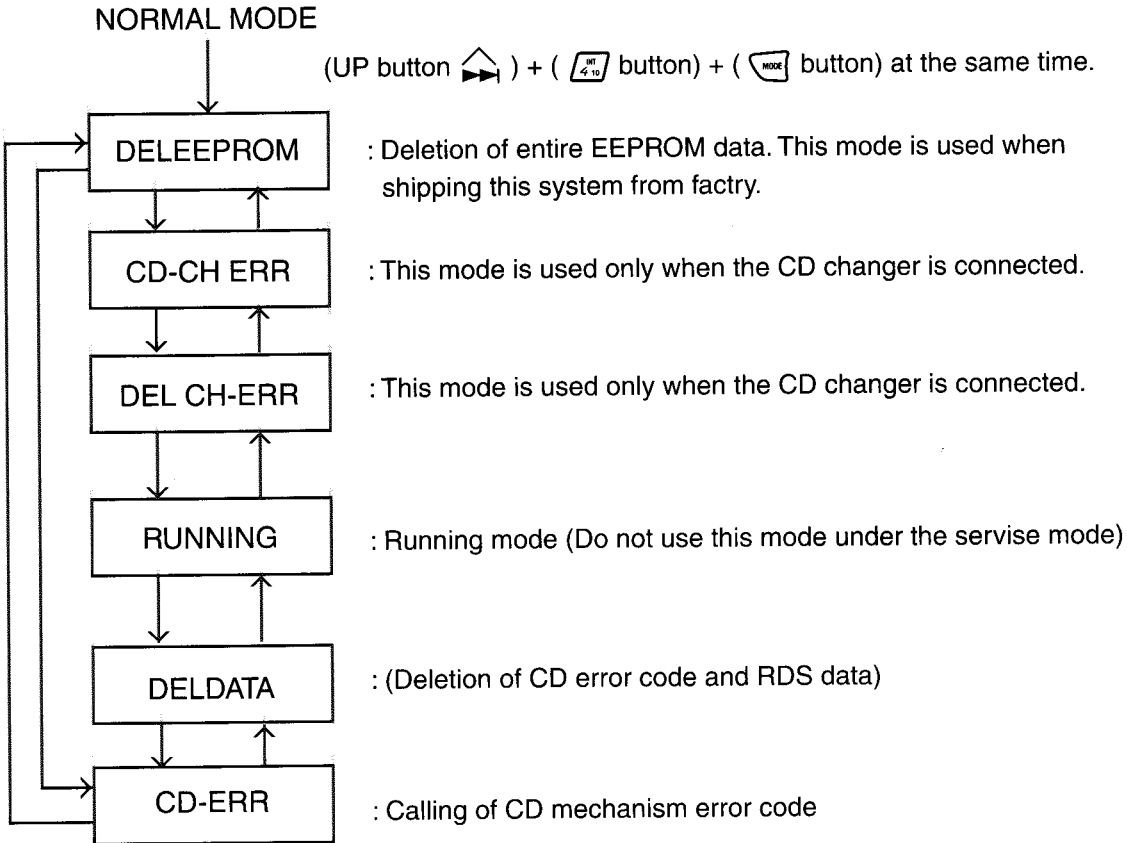 NORMAL MODE
(UP button ) + ( INT 4 10 button) + ( MODE button) at the same time.
DELEEPROM
: Deletion of entire EEPROM data. This mode is used when
shipping this system from factry.
CD-CH ERR
: This mode is used only when the CD changer is connected.
DEL CH-ERR
: This mode is used only when the CD changer is connected.
RUNNING
: Running mode (Do not use this mode under the servise mode)
DELDATA
: (Deletion of CD error code and RDS data)
CD-ERR
: Calling of CD mechanism error code